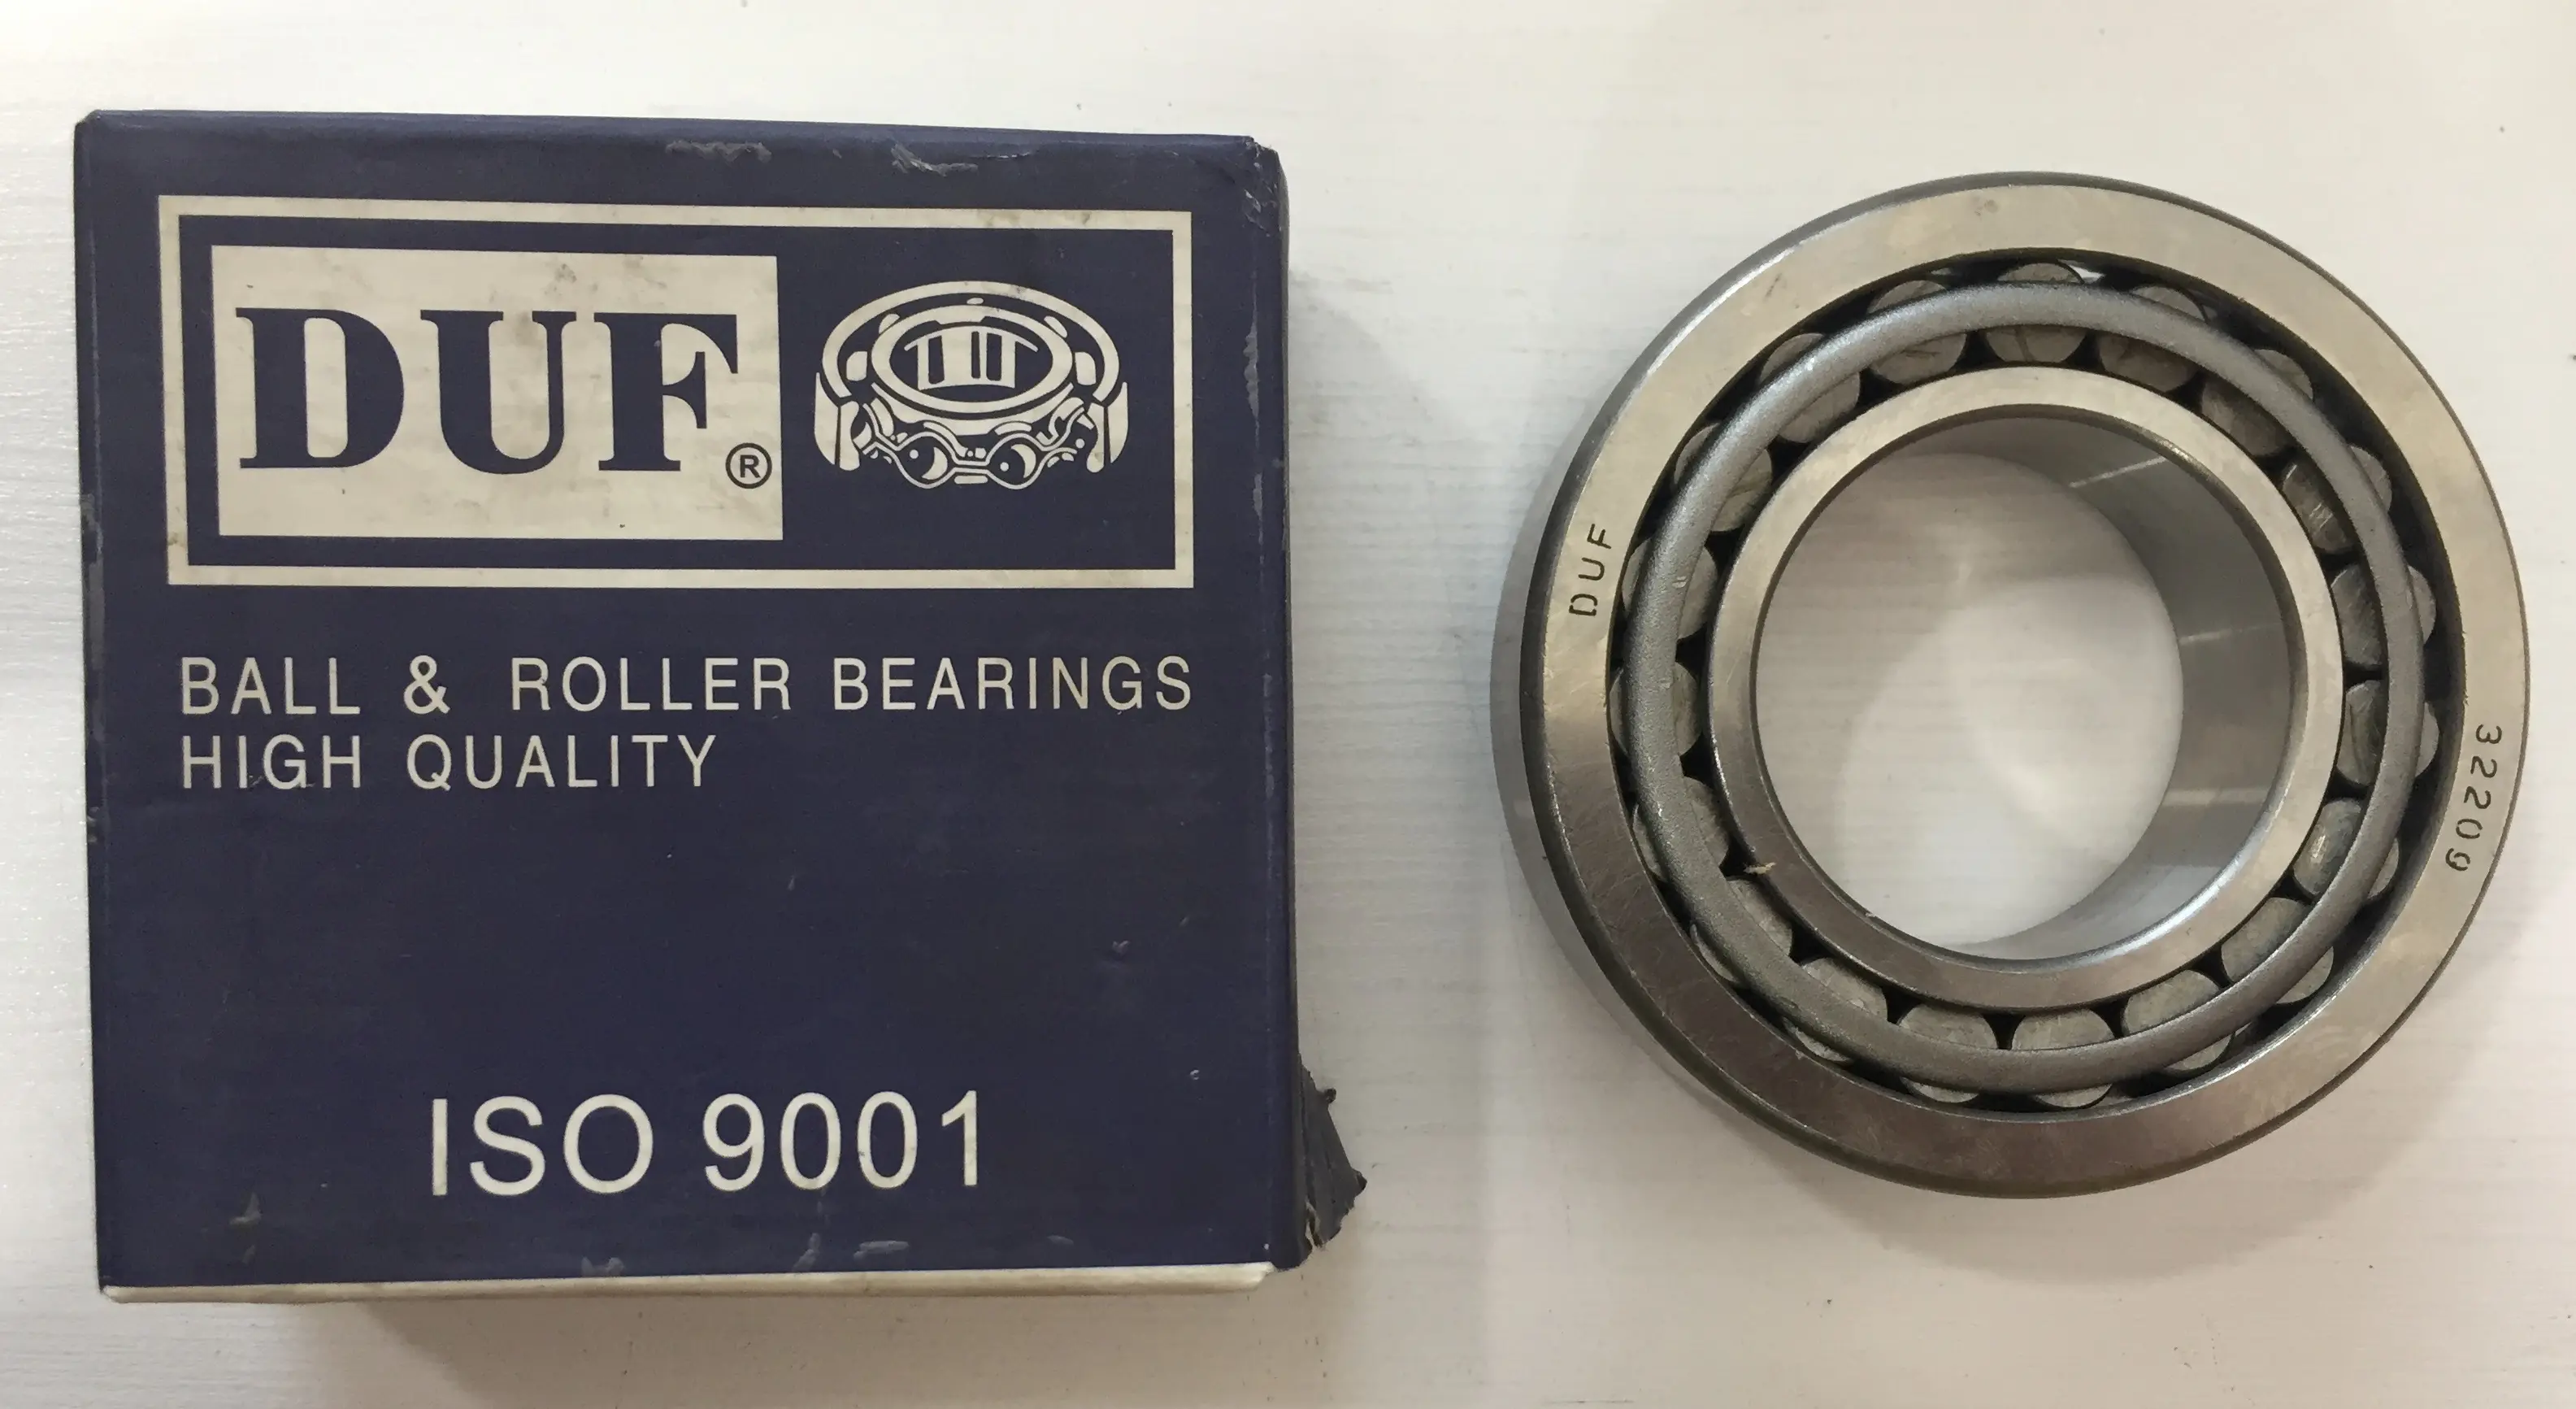 DUF®
BALL & ROLLER BEARINGS
HIGH QUALITY
ISO 9001
DUF
32209